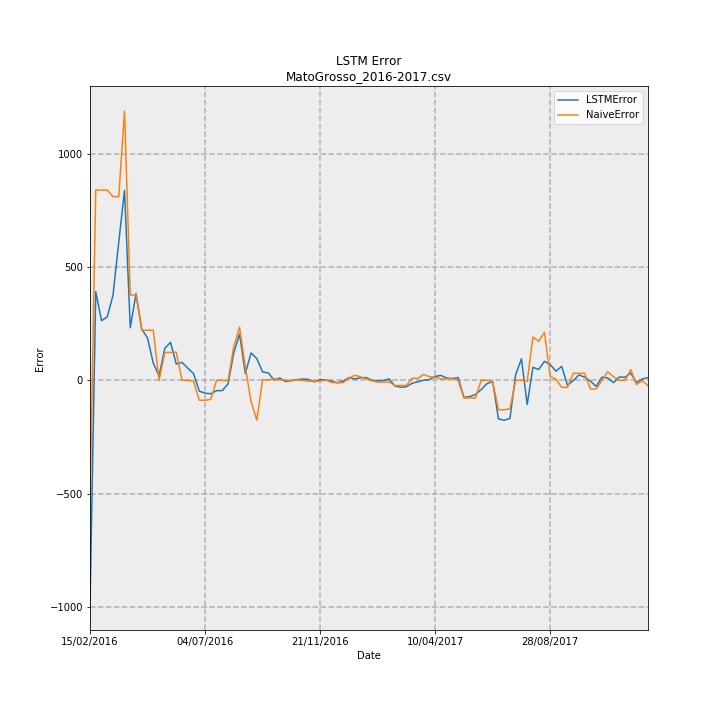 LSTM Error
MatoGrosso_2016-2017.csv
LSTMError
NaiveError
1000
500
0
−500
−1000
Error
15/02/2016
04/07/2016
21/11/2016
10/04/2017
28/08/2017
Date